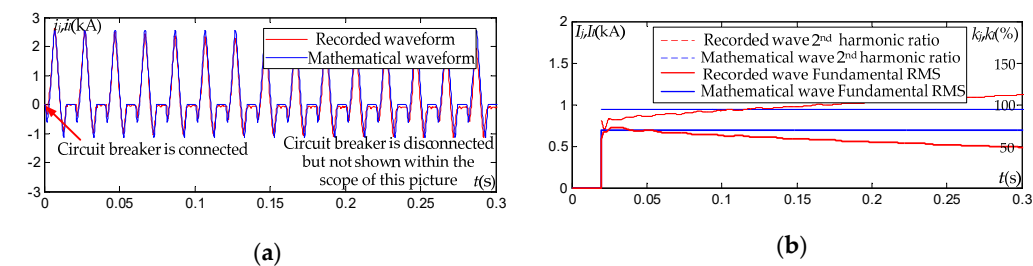 3
2
1
0
-1
-2
-3
ij,il(kA)
Recorded waveform
Mathematical waveform
Circuit breaker is connected
Circuit breaker is disconnected
but not shown within the
scope of this picture
t(s)
0 0.05 0.1 0.15 0.2 0.25 0.3
(a)
2
1.5
1
0.5
0
Ij,Il(kA)
kj,kl(%)
150
100
50
Recorded wave 2nd harmonic ratio
Mathematical wave 2nd harmonic ratio
Recorded wave Fundamental RMS
Mathematical wave Fundamental RMS
t(s)
0 0.05 0.1 0.15 0.2 0.25 0.3
(b)